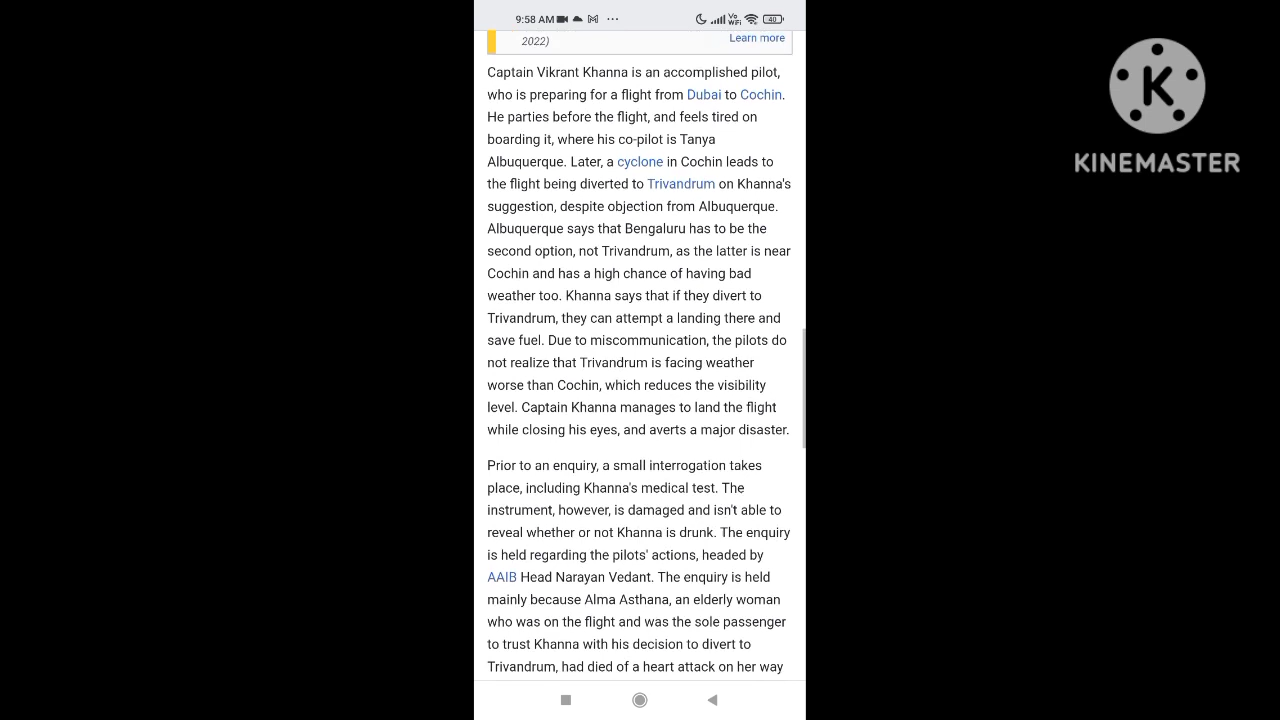 9:58 AM
Vo
WiFi
40
2022)
Learn more
Captain Vikrant Khanna is an accomplished pilot,
who is preparing for a flight from Dubai to Cochin.
He parties before the flight, and feels tired on
boarding it, where his co-pilot is Tanya
Albuquerque. Later, a cyclone in Cochin leads to
the flight being diverted to Trivandrum on Khanna's
suggestion, despite objection from Albuquerque.
Albuquerque says that Bengaluru has to be the
second option, not Trivandrum, as the latter is near
Cochin and has a high chance of having bad
weather too. Khanna says that if they divert to
Trivandrum, they can attempt a landing there and
save fuel. Due to miscommunication, the pilots do
not realize that Trivandrum is facing weather
worse than Cochin, which reduces the visibility
level. Captain Khanna manages to land the flight
while closing his eyes, and averts a major disaster.
Prior to an enquiry, a small interrogation takes
place, including Khanna's medical test. The
instrument, however, is damaged and isn't able to
reveal whether or not Khanna is drunk. The enquiry
is held regarding the pilots' actions, headed by
AAIB Head Narayan Vedant. The enquiry is held
mainly because Alma Asthana, an elderly woman
who was on the flight and was the sole passenger
to trust Khanna with his decision to divert to
Trivandrum, had died of a heart attack on her way
K
KINEMASTER